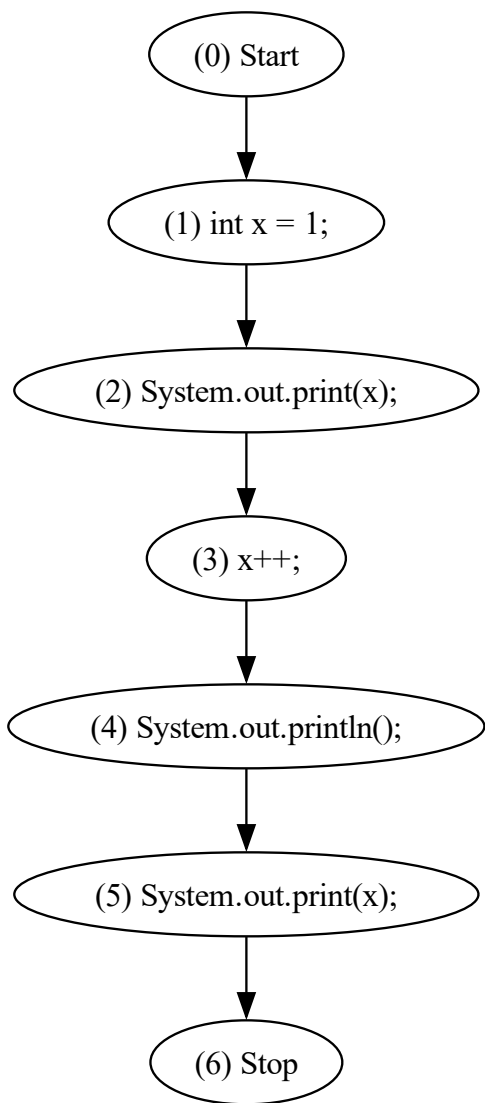 (0) Start
(1) int x = 1;
(2) System.out.print(x);
(3) x++;
(4) System.out.println();
(5) System.out.print(x);
(6) Stop